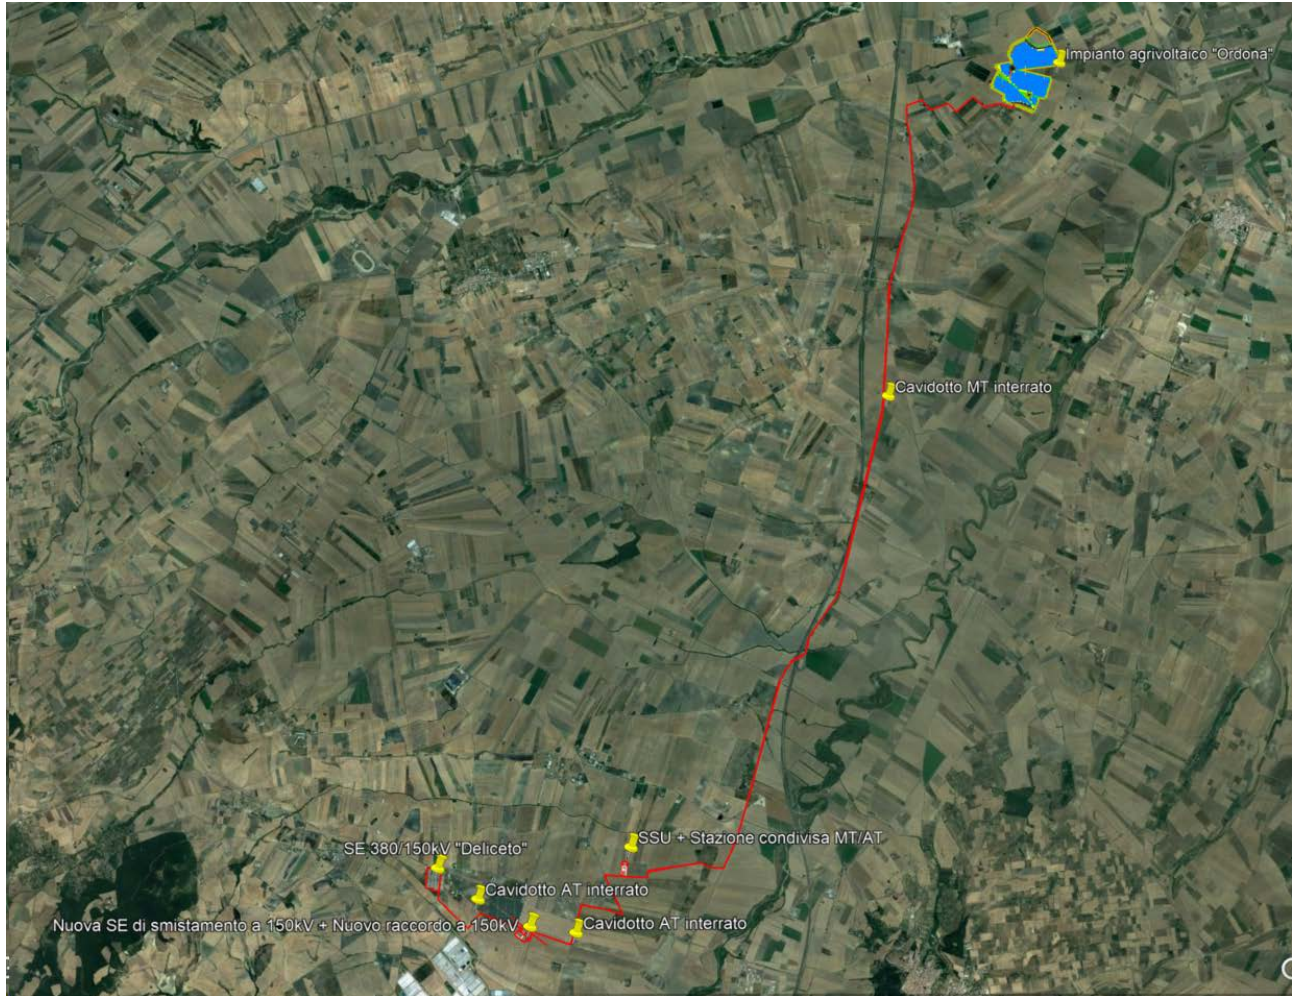 Impianto agrivoltaico "Ordona"
Cavidotto MT interrato
SSU + Stazione condivisa MT/AT
SE 380/150kV "Deliceto"
Cavidotto AT interrato
Nuova SE di smistamento a 150kV + Nuovo raccordo a 150kV
Cavidotto AT interrato